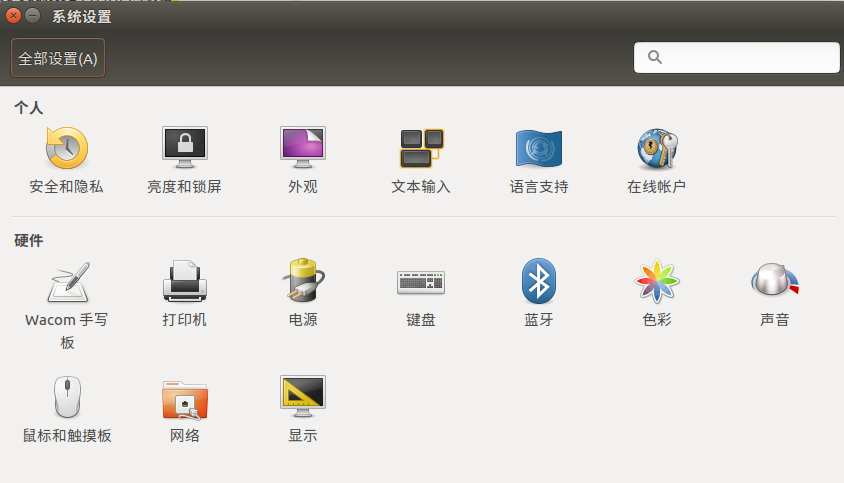 系统设置
全部设置(A)
个人
安全和隐私
亮度和锁屏
外观
文本输入
语言支持
在线帐户
硬件
Wacom 手写
板
打印机
电源
键盘
蓝牙
色彩
声音
鼠标和触摸板
网络
显示